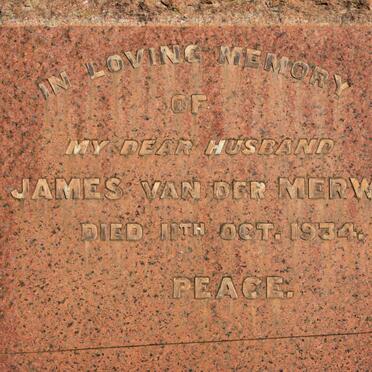 IN LOVING MEMORY
OF
MY DEAR HUSBAND
JAMES VAN DER MERW
DIED 11TH OCT. 1934.
PEACE.